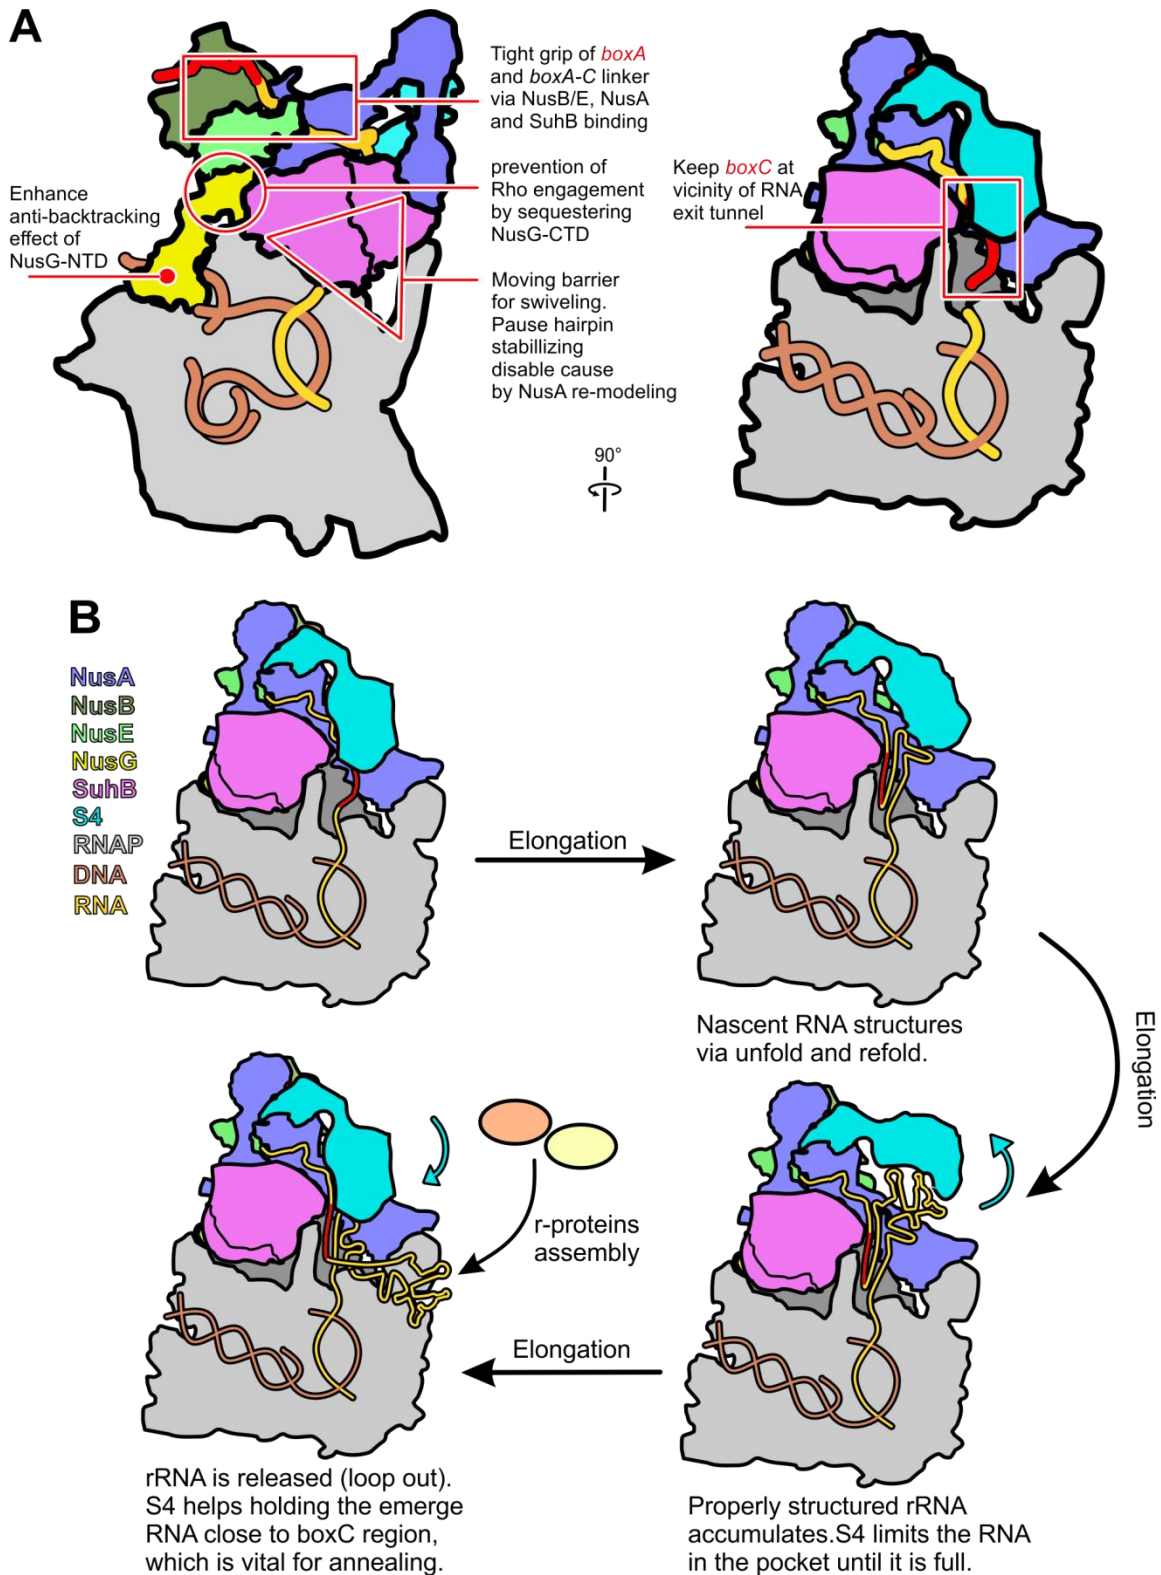 A
Tight grip of boxA
and boxA-C linker
via NusB/E, NusA
and SuhB binding
prevention of
Rho engagement
by sequestering
NusG-CTD
Enhance
anti-backtracking
effect of
NusG-NTD
Moving barrier
for swiveling.
Pause hairpin
stabillizing
disable cause
by NusA re-modeling
Keep boxC at
vicinity of RNA
exit tunnel
90°
B
NusA
NusB
NusE
NusG
SuhB
S4
RNAP
DNA
RNA
Elongation
Nascent RNA structures
via unfold and refold.
Elongation
r-proteins
assembly
Elongation
rRNA is released (loop out).
S4 helps holding the emerge
RNA close to boxC region,
which is vital for annealing.
Properly structured rRNA
accumulates.S4 limits the RNA
in the pocket until it is full.